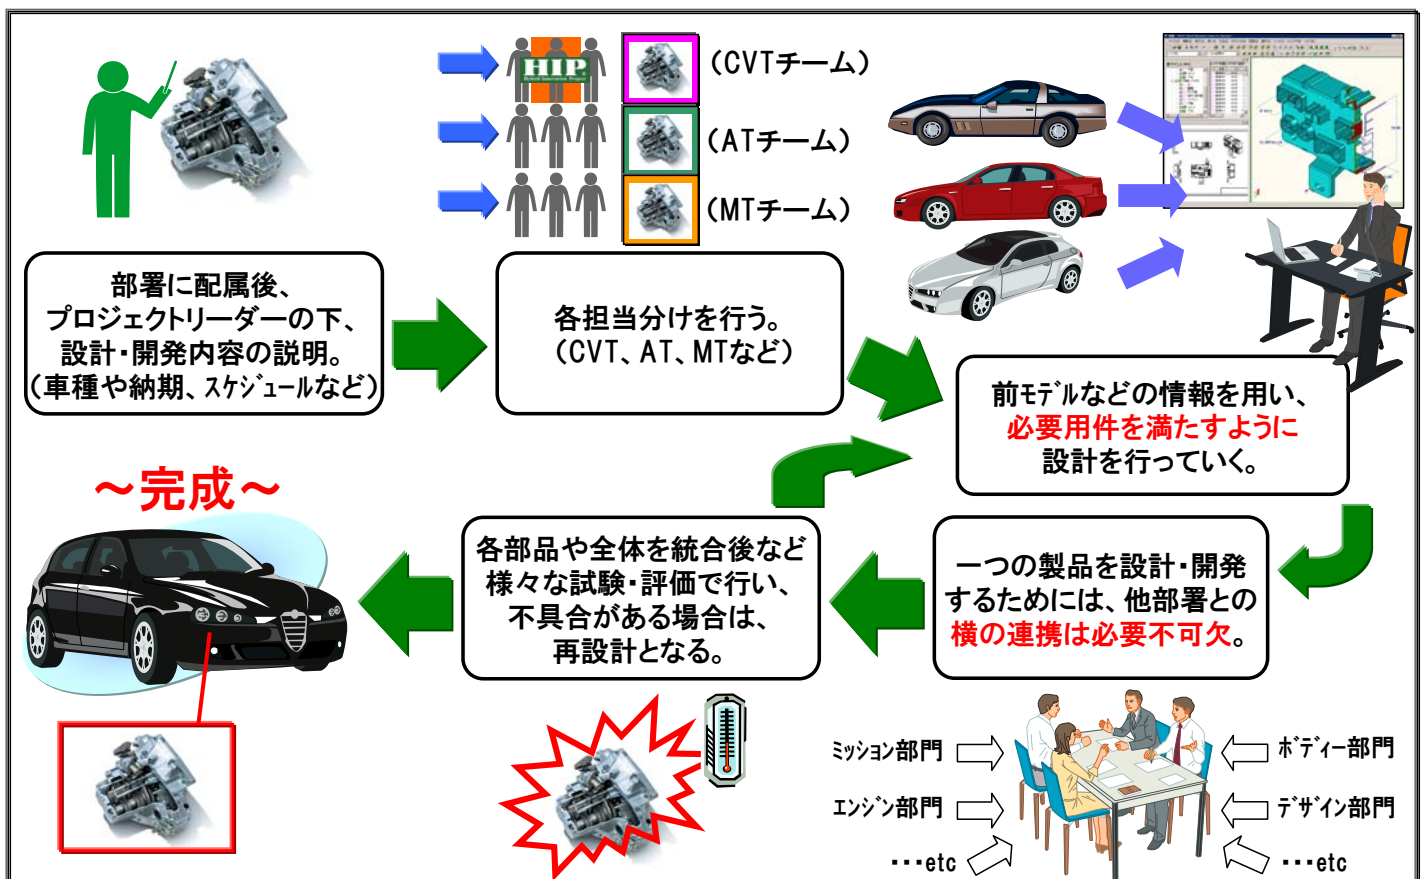 HIP
Hybrid Innovation Project
(CVTチーム)
(ATチーム)
(MTチーム)
部署に配属後、
プロジェクトリーダーの下、
設計・開発内容の説明。
(車種や納期、スケジュールなど)
各担当分けを行う。
(CVT、AT、MTなど)
前モデルなどの情報を用い、
必要用件を満たすように
設計を行っていく。
一つの製品を設計・開発
するためには、他部署との
横の連携は必要不可欠。
各部品や全体を統合後など
様々な試験・評価で行い、
不具合がある場合は、
再設計となる。
～完成～
ミッション部門
エンジン部門
・・・etc
ボディー部門
デザイン部門
・・・etc